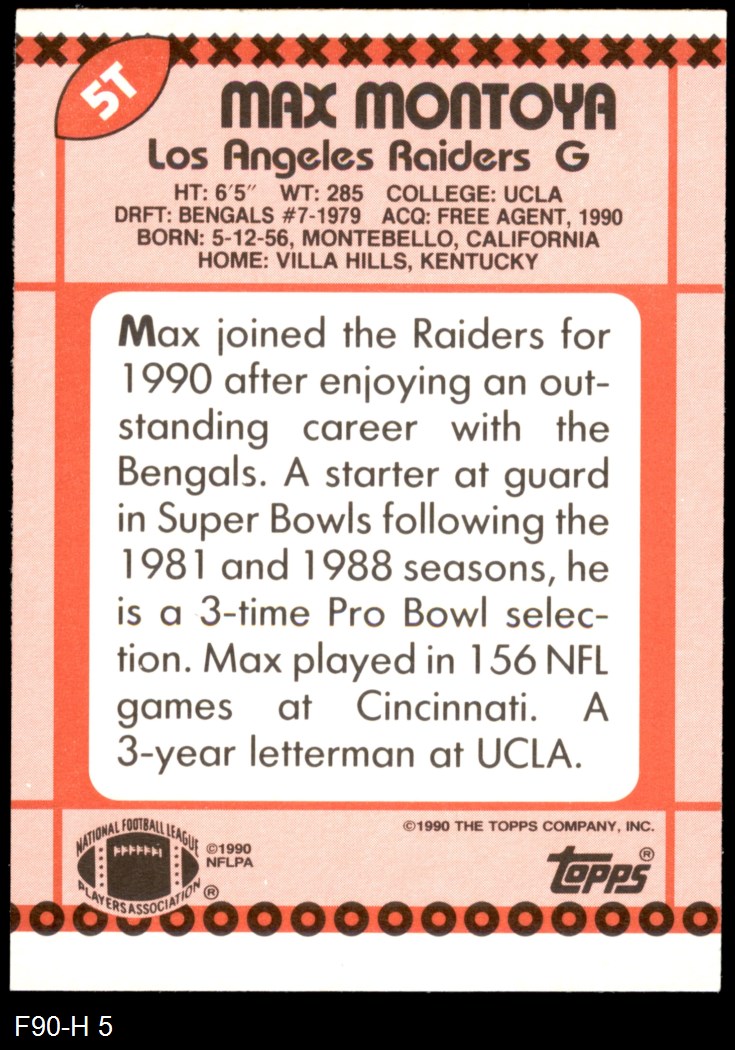 5T
MAX MONTOYA
Los Angeles Raiders G
HT: 6'5" WT: 285 COLLEGE: UCLA
DRFT: BENGALS #7-1979 ACQ: FREE AGENT, 1990
BORN: 5-12-56, MONTEBELLO, CALIFORNIA
HOME: VILLA HILLS, KENTUCKY
Max joined the Raiders for
1990 after enjoying an out-
standing career with the
Bengals. A starter at guard
in Super Bowls following the
1981 and 1988 seasons, he
is a 3-time Pro Bowl selec-
tion. Max played in 156 NFL
games at Cincinnati. A
3-year letterman at UCLA.
©1990 THE TOPPS COMPANY, INC.
NATIONAL FOOTBALL LEAGUE
PLAYERS ASSOCIATION ®
©1990
NFLPA
topps®
F90-H 5